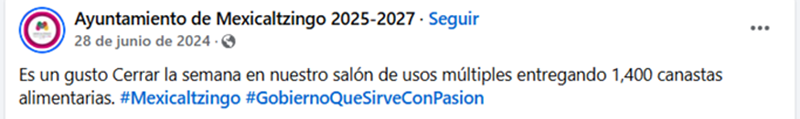 Ayuntamiento de Mexicaltzingo 2025-2027 · Seguir
28 de junio de 2024 ·
Es un gusto Cerrar la semana en nuestro salón de usos múltiples entregando 1,400 canastas
alimentarias. #Mexicaltzingo #GobiernoQueSirveConPasion